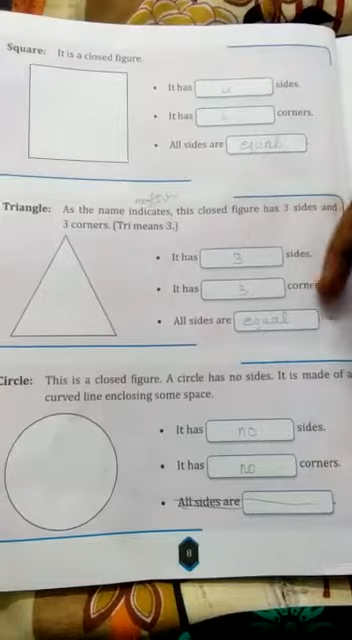 Square: It is a closed figure.
It has sides.
It has corners.
All sides are equal
Triangle: As the name indicates, this closed figure has 3 sides and
3 corners. (Tri means 3.)
It has 3 sides.
It has 3 corne
All sides are equal
Circle: This is a closed figure. A circle has no sides. It is made of a
curved line enclosing some space.
It has no sides.
It has no corners.
All sides are
8